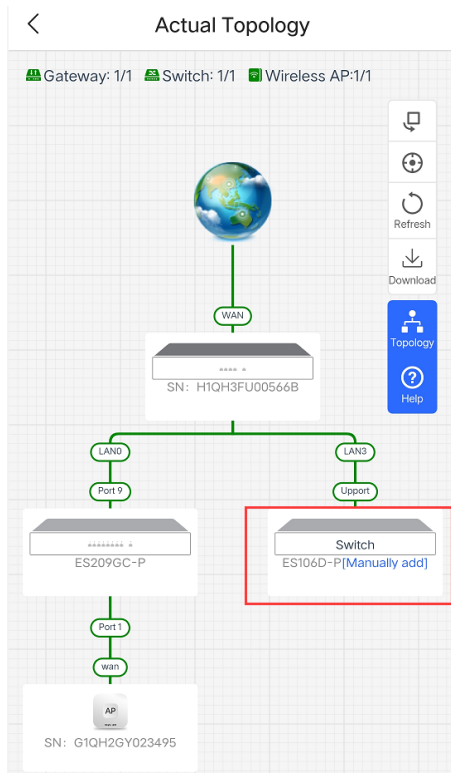 Actual Topology
Gateway: 1/1 Switch: 1/1 Wireless AP:1/1
Refresh
Download
WAN
Topology
SN: H1QH3FU00566B
Help
LAN0 LAN3
Port 9 Upport
Switch
ES209GC-P ES106D-P[Manually add]
Port 1
wan
AP
SN: G1QH2GY023495